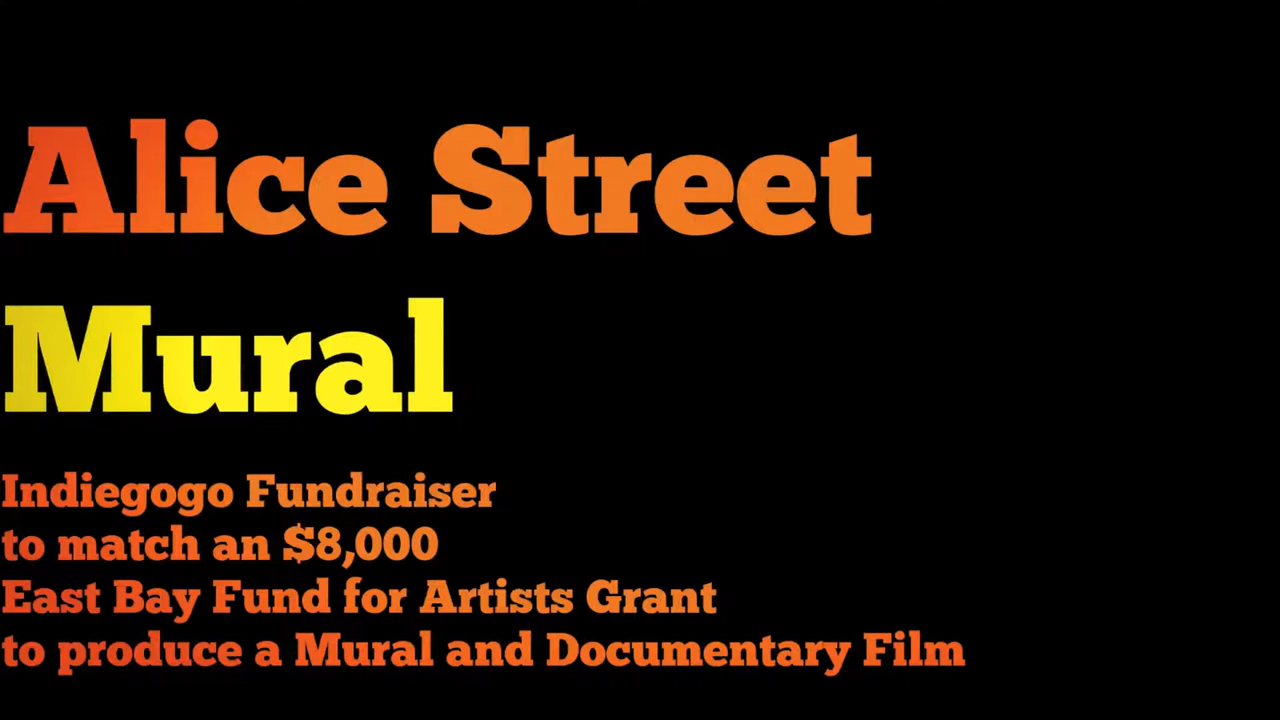 Alice Street
Mural
Indiegogo Fundraiser
to match an $8,000
East Bay Fund for Artists Grant
to produce a Mural and Documentary Film